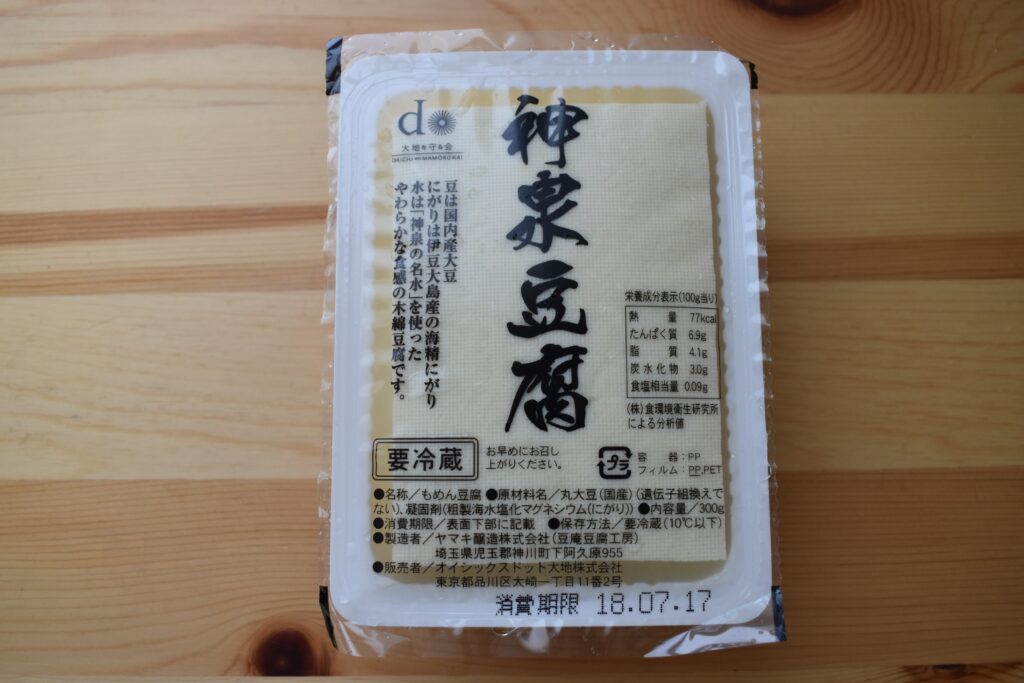 do
大地を守る会
DAICHI WO MAMORU KAI
神泉豆腐
豆は国内産大豆
にがりは伊豆大島産の海精にがり
水は「神泉の名水」を使った
やわらかな食感の木綿豆腐です。
栄養成分表示(100g当り)
熱量 77kcal
たんぱく質 6.9g
脂質 4.1g
炭水化物 3.0g
食塩相当量 0.09g
(株)食環境衛生研究所
による分析値
要冷蔵
お早めにお召し
上がりください。
プラ
容器:PP
フィルム:PP,PET
●名称/もめん豆腐 ●原材料名/丸大豆(国産)(遺伝子組換えで
ない)、凝固剤(粗製海水塩化マグネシウム(にがり)) ●内容量/300g
●消費期限/表面下部に記載 ●保存方法/要冷蔵(10℃以下)
●製造者/ヤマキ醸造株式会社(豆庵豆腐工房)
埼玉県児玉郡神川町下阿久原955
●販売者/オイシックスドット大地株式会社
東京都品川区大崎一丁目11番2号
消費期限 18.07.17